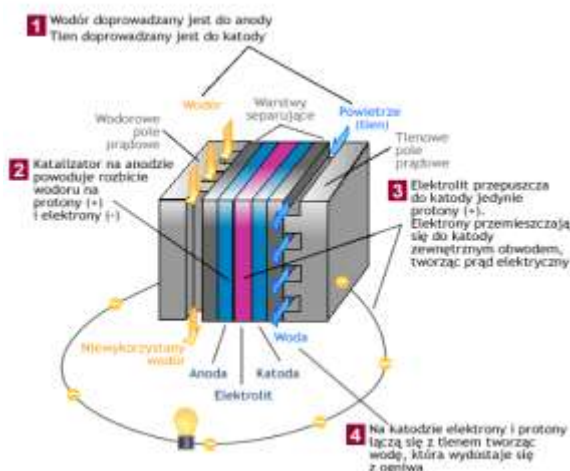 1 Wodór doprowadzany jest do anody
Tlen doprowadzany jest do katody
Wodór
Warstwy
separujące
Powietrze
(tlen)
Wodorowe
pole
prądowe
Tlenowe
pole
prądowe
2 Katalizator na anodzie
powoduje rozbicie
wodoru na
protony (+)
i elektrony (-)
3 Elektrolit przepuszcza
do katody jedynie
protony (+).
Elektrony przemieszczają
się do katody
zewnętrznym obwodem,
tworząc prąd elektryczny
Niewykorzystany
wodór
Woda
Anoda
Katoda
Elektrolit
4 Na katodzie elektrony i protony
łączą się z tlenem tworząc
wodę, która wydostaje się
z ogniwa